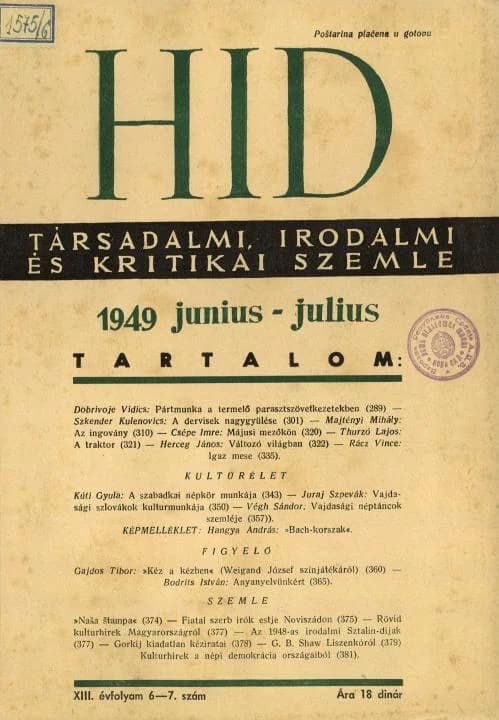 1575/6
Poštarina plaćena u gotovu
HID
TÁRSADALMI, IRODALMI
ÉS KRITIKAI SZEMLE
1949 junius - julius
TARTALOM:
Dobrivoje Vidics: Pártmunka a termelő parasztszövetkezetekben (289) —
Szkender Kulenovics: A dervisek nagygyülése (301) — Majtényi Mihály:
Az ingovány (310) — Csépe Imre: Májusi mezőkön (320) — Thurzó Lajos:
A traktor (321) — Herceg János: Változó világban (322) — Rácz Vince:
Igaz mese (335).
KULTURÉLET
Kúti Gyula: A szabadkai népkör munkája (343) — Juraj Szpevák: Vajda-
sági szlovákok kulturmunkája (350) — Végh Sándor: Vajdasági néptáncok
szemléje (357)).
KÉPMELLÉKLET: Hangya András: »Bach-korszak«.
FIGYELŐ
Gajdos Tibor: »Kéz a kézben« (Weigand József szinjátékáról) (360) —
Bodrits István: Anyanyelvünkért (365).
SZEMLE
»Naša štampa« (374) — Fiatal szerb irók estje Noviszádon (375) — Rövid
kulturhirek Magyarországról (377) — Az 1948-as irodalmi Sztalin-dijak
(377) — Gorkij kiadatlan kéziratai (378) — G. B. Shaw Liszenkóról (379)
Kulturhirek a népi demokrácia országaiból (381).
XIII. évfolyam 6—7. szám
Ára 18 dinár